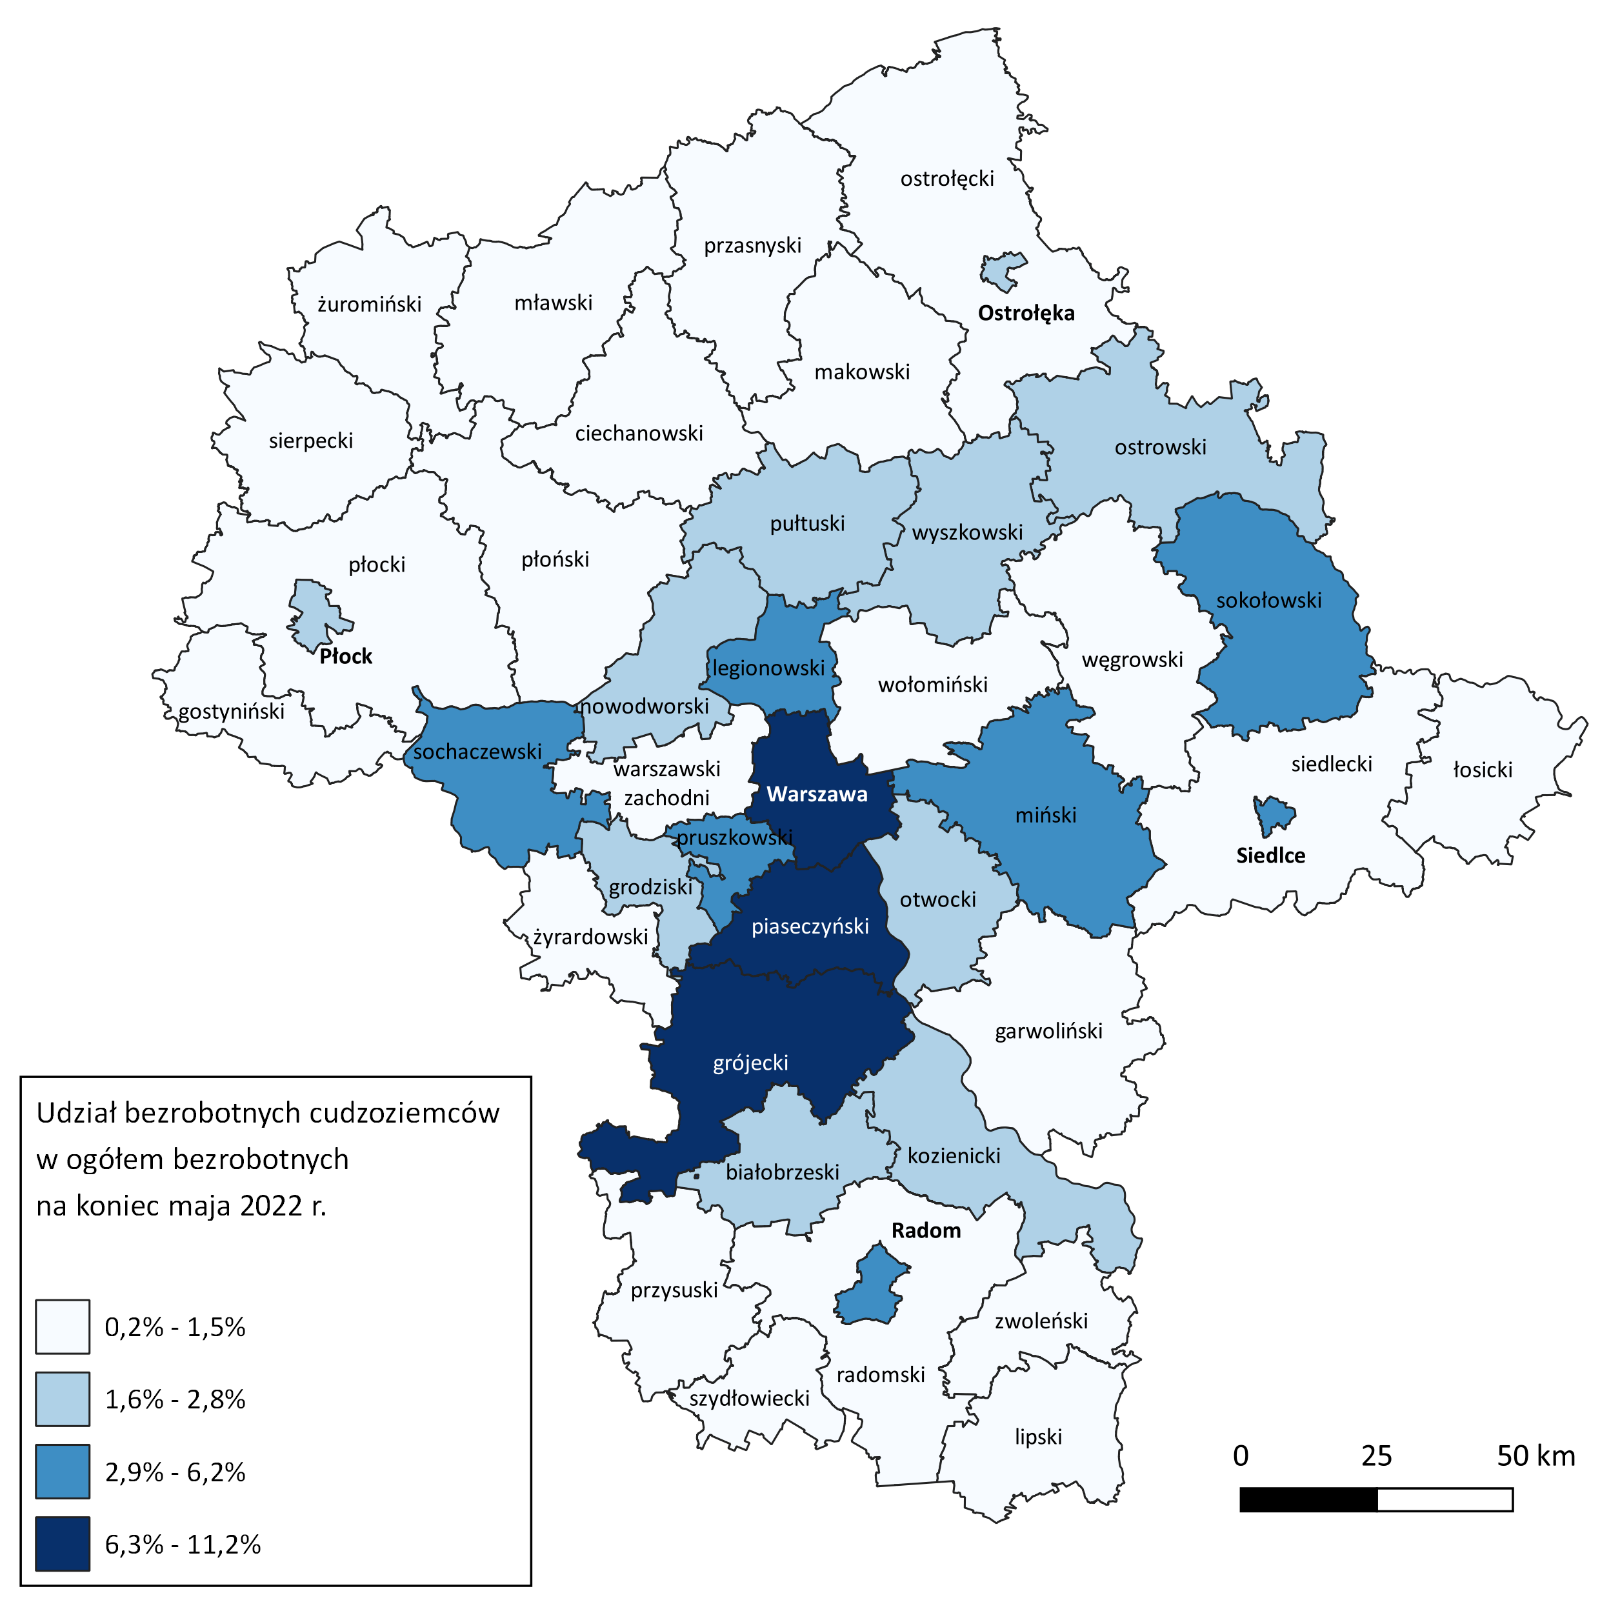 ostrołęcki
przasnyski
Ostrołęka
żuromiński
mławski
makowski
sierpecki
ciechanowski
ostrowski
pułtuski
wyszkowski
płocki
płoński
sokołowski
Płock
legionowski
węgrowski
wołomiński
gostyniński
nowodworski
sochaczewski
warszawski
zachodni
siedlecki
łosicki
Warszawa
miński
pruszkowski
Siedlce
grodziski
otwocki
piaseczyński
żyrardowski
garwoliński
grójecki
kozienicki
białobrzeski
Radom
przysuski
zwoleński
radomski
szydłowiecki
lipski
Udział bezrobotnych cudzoziemców
w ogółem bezrobotnych
na koniec maja 2022 r.
0,2% - 1,5%
1,6% - 2,8%
2,9% - 6,2%
6,3% - 11,2%
0 25 50 km